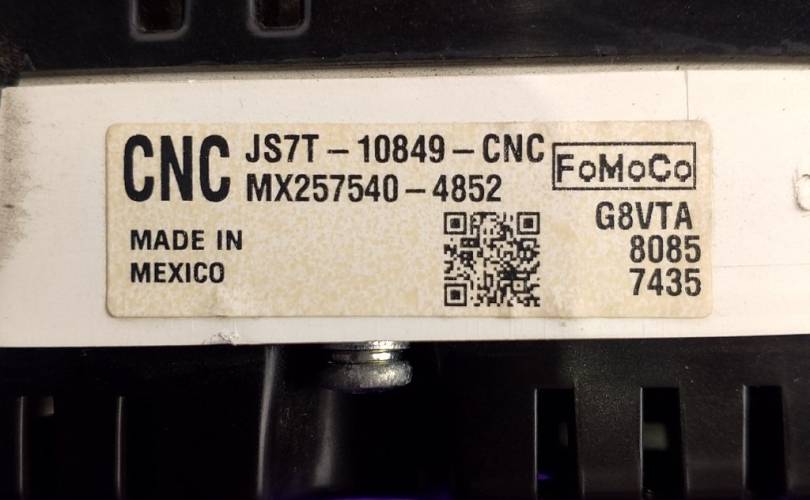 CNC JS7T-10849-CNC FoMoCo
MX257540-4852
G8VTA
MADE IN 8085
MEXICO 7435